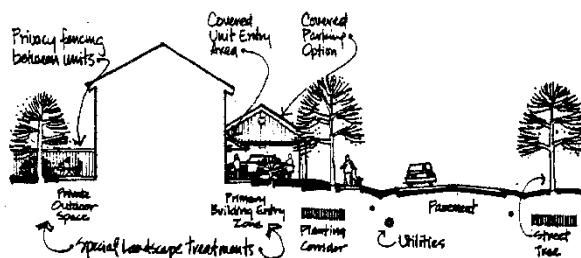 Privacy fencing
between units
Covered
Unit Entry
Area
Covered
Parking
Option
Private
Outdoor
Space
Primary
Building Entry
Zone
Planting
Corridor
Pavement
Utilities
Street
Tree
Special Landscape treatments